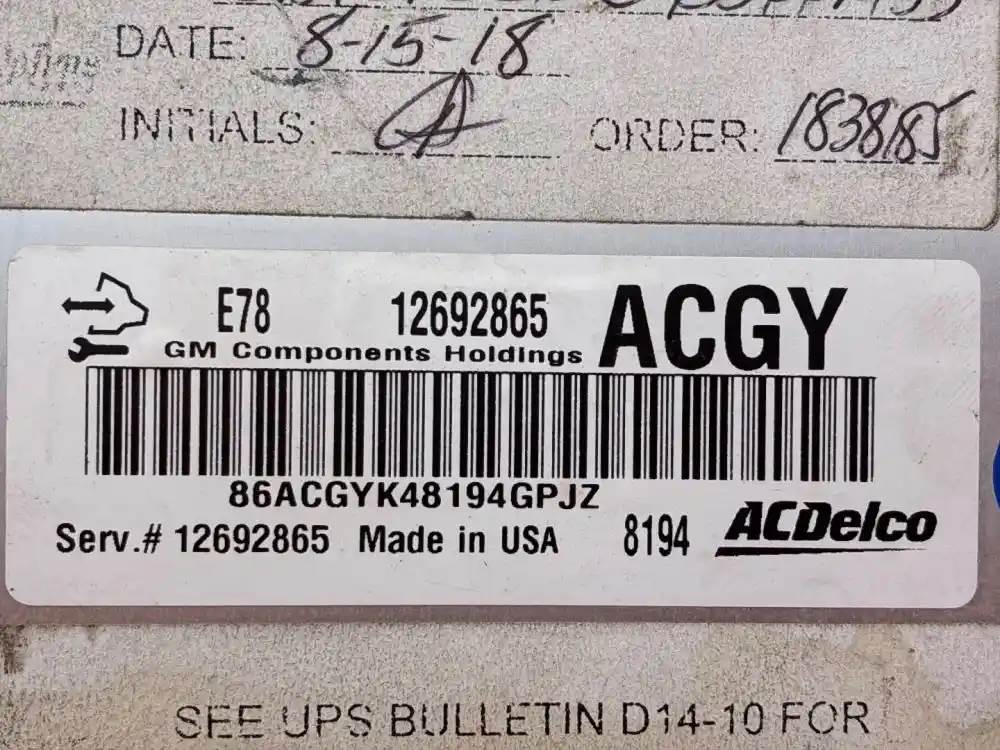 DATE: 8-15-18
INITIALS: ORDER: 1838185
E78 12692865 ACGY
GM Components Holdings
86ACGYK48194GPJZ
Serv.# 12692865 Made in USA 8194 ACDelco
SEE UPS BULLETIN D14-10 FOR